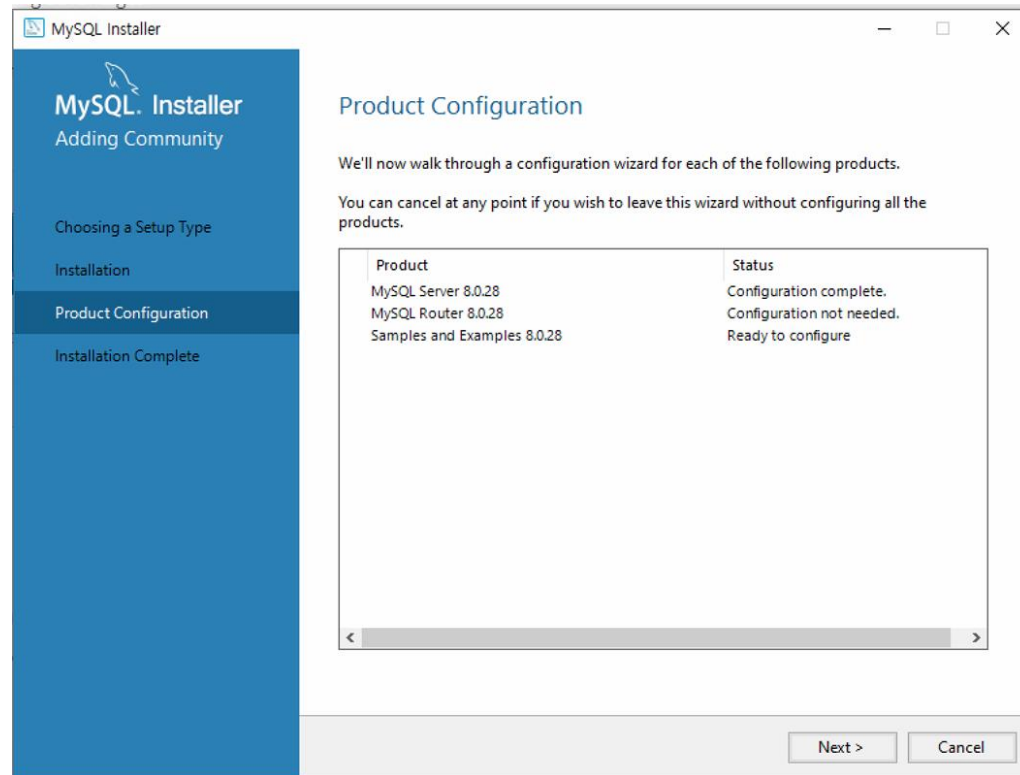 MySQL Installer
MySQL. Installer
Adding Community
Choosing a Setup Type
Installation
Product Configuration
Installation Complete
Product Configuration
We'll now walk through a configuration wizard for each of the following products.
You can cancel at any point if you wish to leave this wizard without configuring all the
products.
Product Status
MySQL Server 8.0.28 Configuration complete.
MySQL Router 8.0.28 Configuration not needed.
Samples and Examples 8.0.28 Ready to configure
Next > Cancel